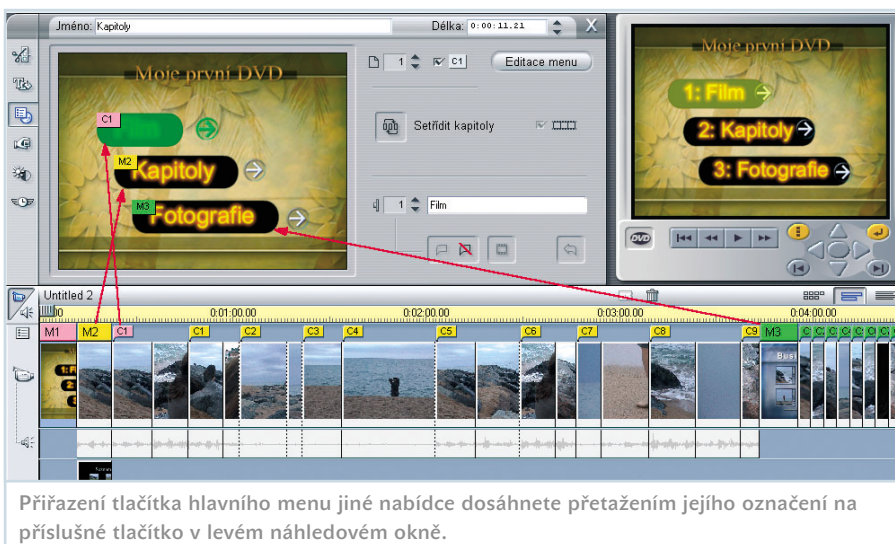 Jméno: Kapitoly
Délka: 0:00:11.21
X
Moje první DVD
C1
Film
M2
Kapitoly
M3
Fotografie
1
C1
Editace menu
Setřídit kapitoly
1
Film
Moje první DVD
1: Film
2: Kapitoly
3: Fotografie
DVD
Untitled 2
0:01:00.00
0:02:00.00
0:03:00.00
0:04:00.00
M1 M2 C1 C1 C2 C3 C4 C5 C6 C7 C8 C9 M3
Přiřazení tlačítka hlavního menu jiné nabídce dosáhnete přetažením jejího označení na
příslušné tlačítko v levém náhledovém okně.